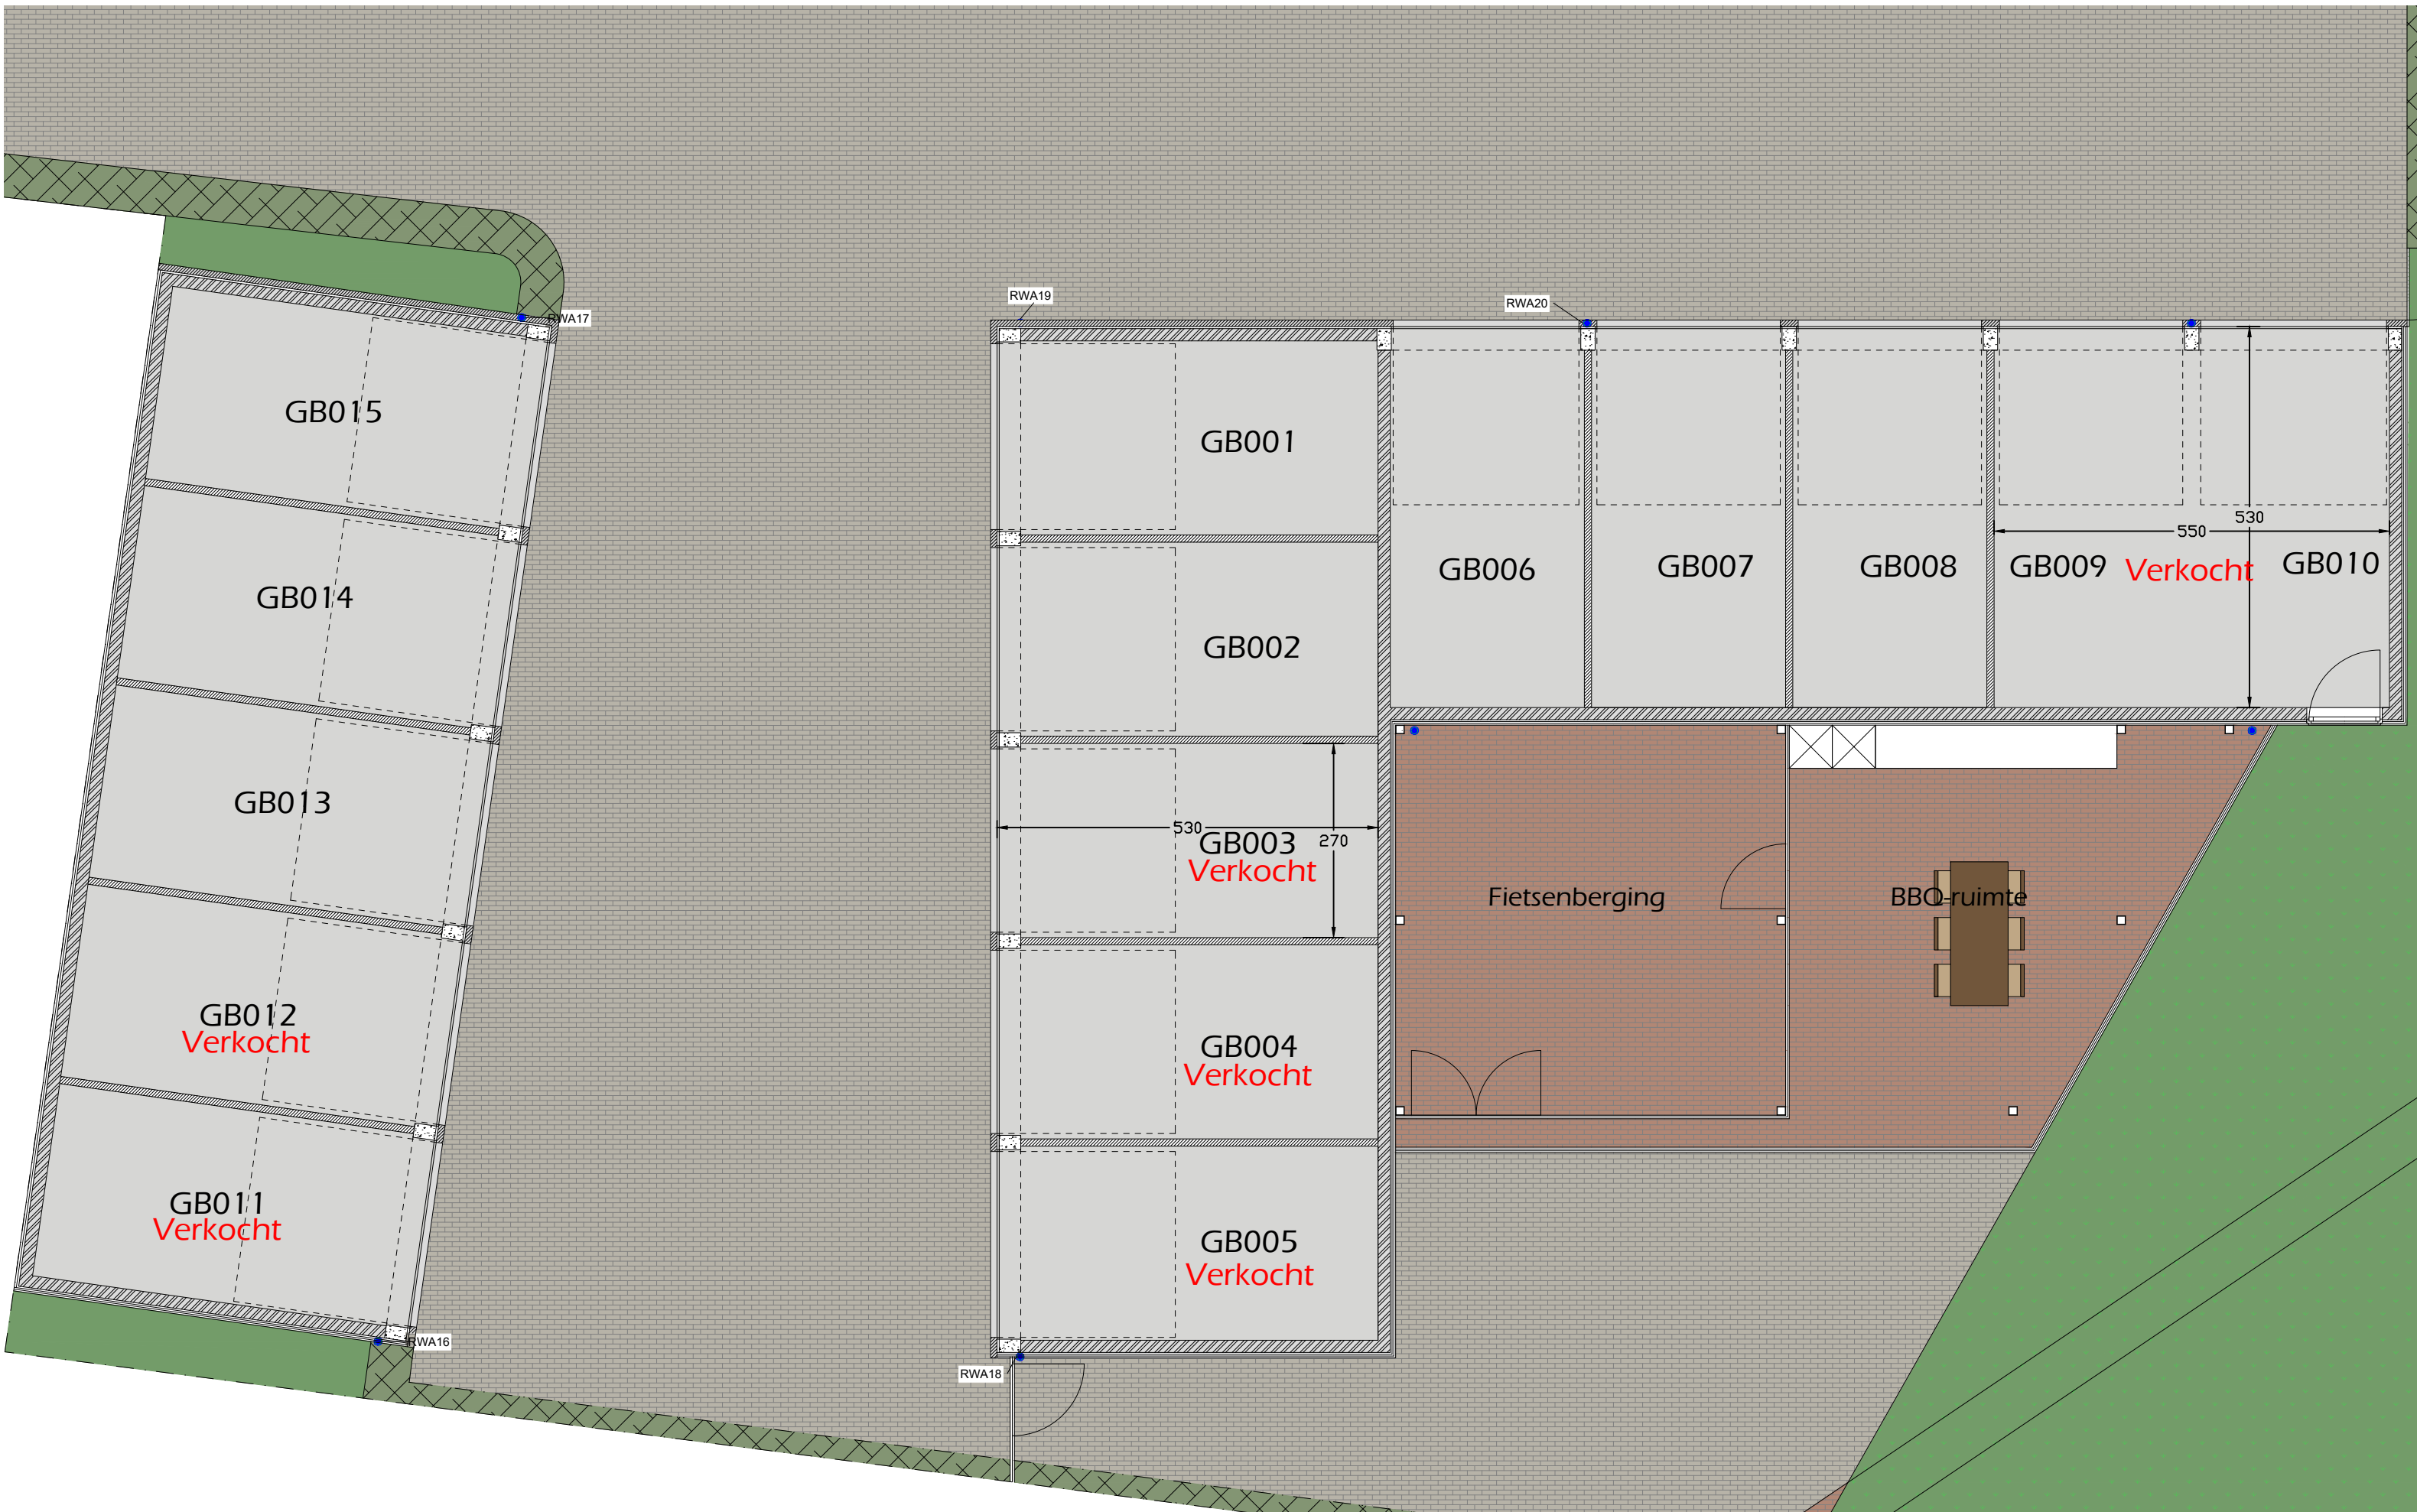 RWA19
RWA20
RWA17
GB015
GB001
530
550
GB006
GB007
GB008
GB009
Verkocht
GB010
GB014
GB002
GB013
530
GB003
270
Verkocht
Fietsenberging
BBQ-ruimte
GB012
Verkocht
GB004
Verkocht
GB011
Verkocht
GB005
Verkocht
RWA16
RWA18